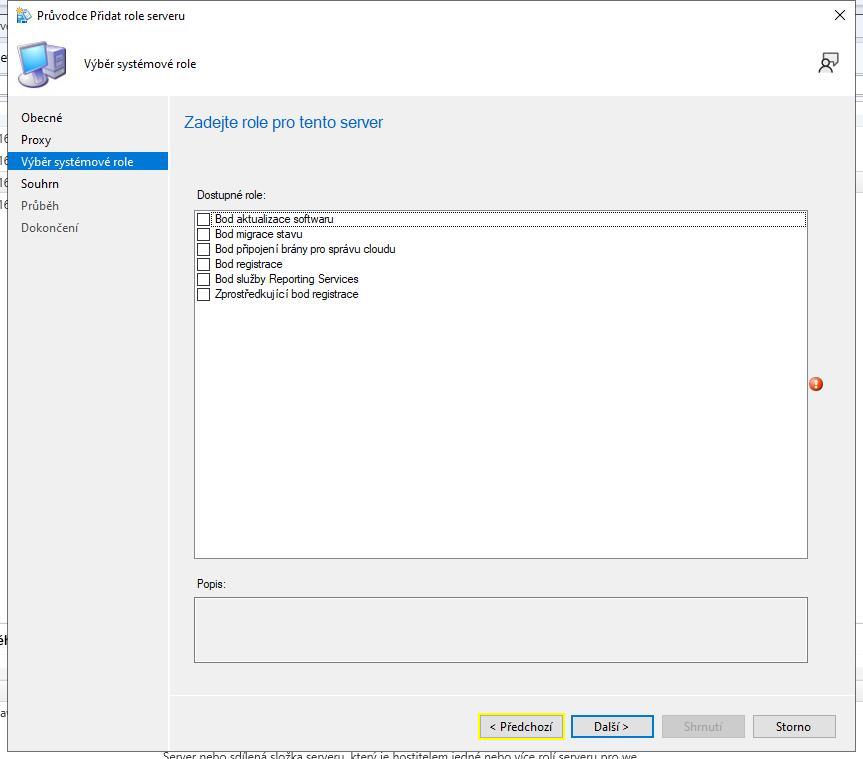 Průvodce Přidat role serveru
Výběr systémové role
Obecné
Proxy
Výběr systémové role
Souhrn
Průběh
Dokončení
Zadejte role pro tento server
Dostupné role:
Bod aktualizace softwaru
Bod migrace stavu
Bod připojení brány pro správu cloudu
Bod registrace
Bod služby Reporting Services
Zprostředkující bod registrace
Popis:
< Předchozí
Další >
Shrnutí
Storno
Server nebo sdílená složka serveru, který je hostitelem jedné nebo více rolí serveru pro we